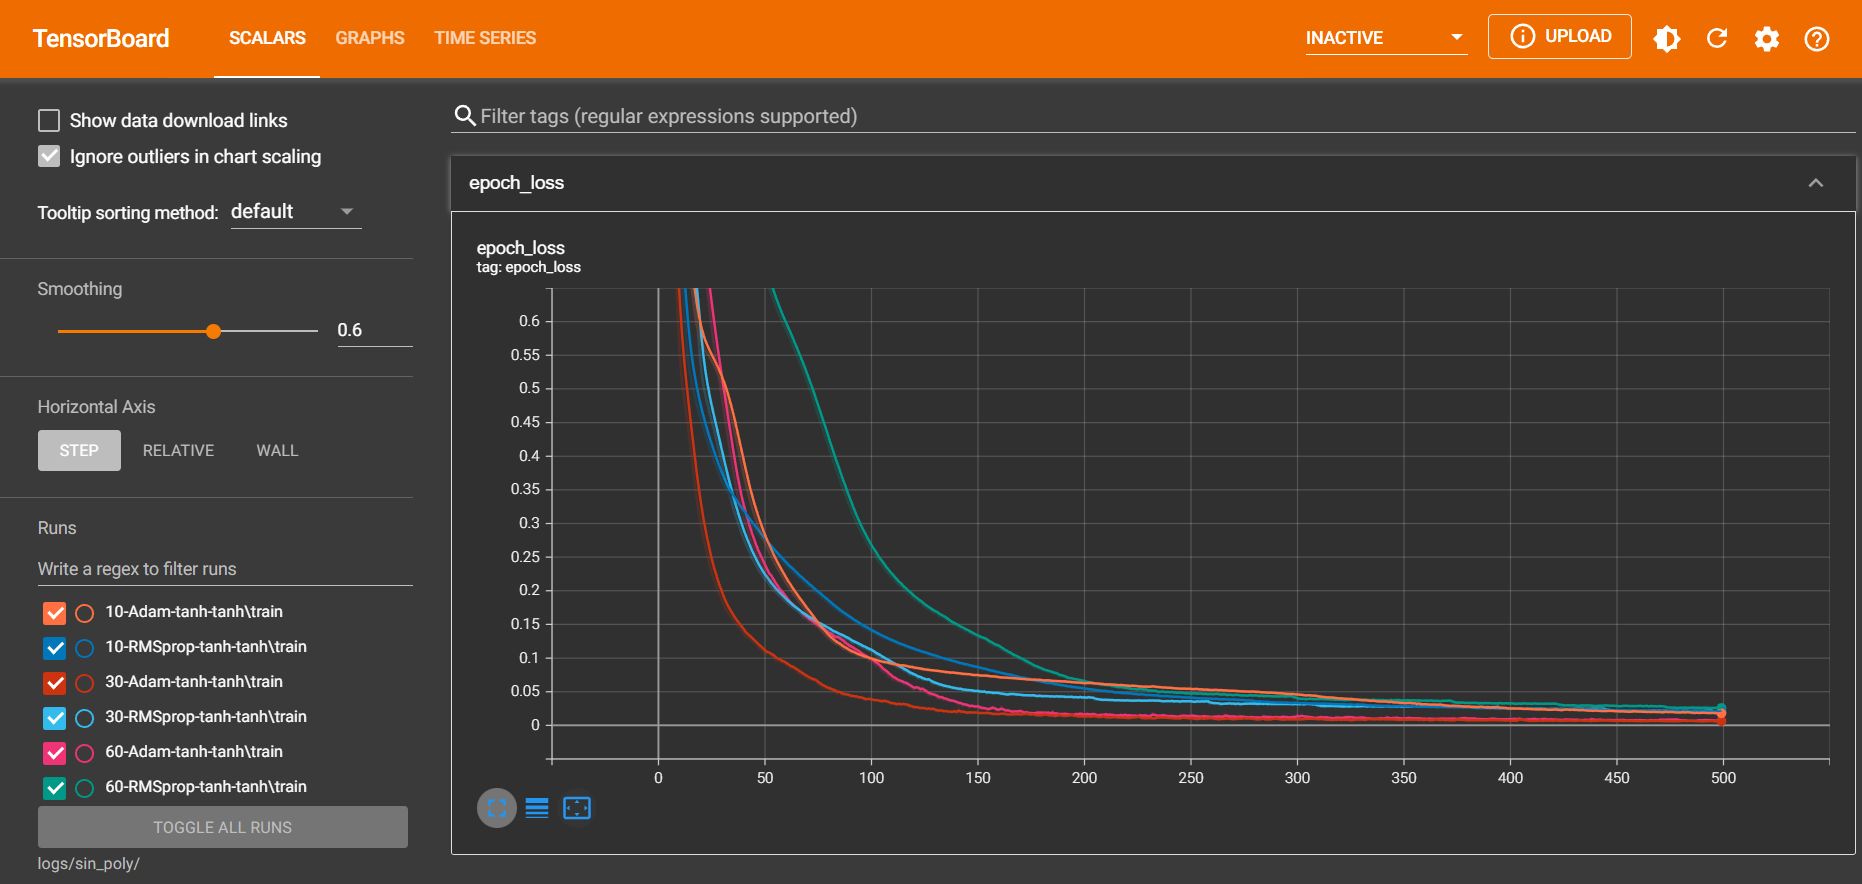 TensorBoard SCALARS GRAPHS TIME SERIES INACTIVE UPLOAD
Show data download links
Ignore outliers in chart scaling
Tooltip sorting method: default
Smoothing
0.6
Horizontal Axis
STEP RELATIVE WALL
Runs
Write a regex to filter runs
10-Adam-tanh-tanh\train
10-RMSprop-tanh-tanh\train
30-Adam-tanh-tanh\train
30-RMSprop-tanh-tanh\train
60-Adam-tanh-tanh\train
60-RMSprop-tanh-tanh\train
TOGGLE ALL RUNS
logs/sin_poly/
Filter tags (regular expressions supported)
epoch_loss
epoch_loss
tag: epoch_loss
0.6
0.55
0.5
0.45
0.4
0.35
0.3
0.25
0.2
0.15
0.1
0.05
0
0 50 100 150 200 250 300 350 400 450 500